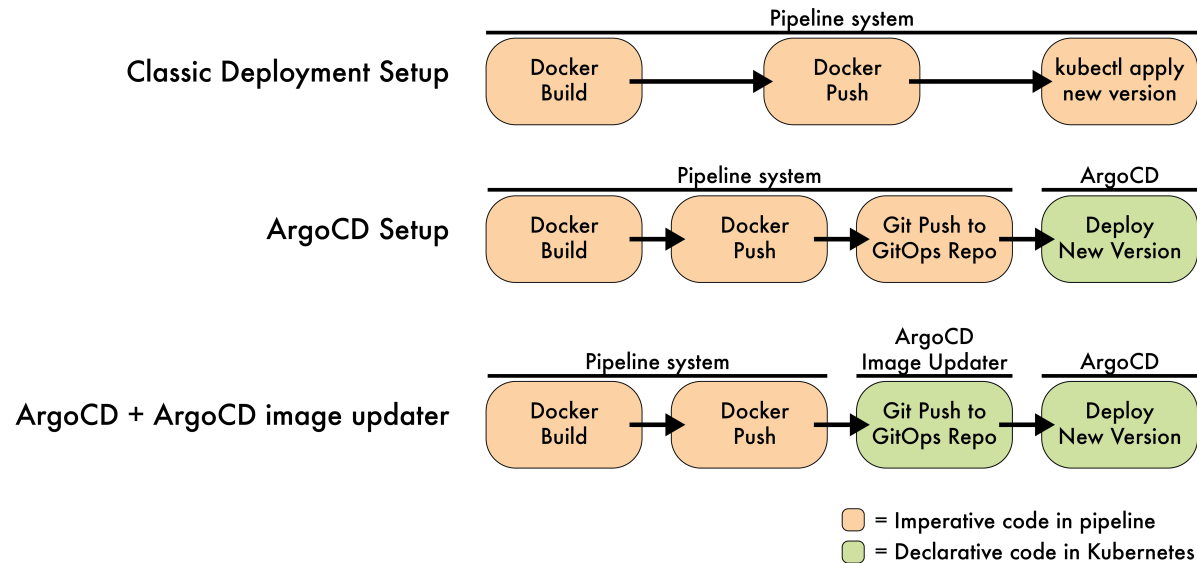 Pipeline system
Classic Deployment Setup
Docker
Build
Docker
Push
kubectl apply
new version
Pipeline system
ArgoCD
ArgoCD Setup
Docker
Build
Docker
Push
Git Push to
GitOps Repo
Deploy
New Version
Pipeline system
ArgoCD
Image Updater
ArgoCD
ArgoCD + ArgoCD image updater
Docker
Build
Docker
Push
Git Push to
GitOps Repo
Deploy
New Version
= Imperative code in pipeline
= Declarative code in Kubernetes